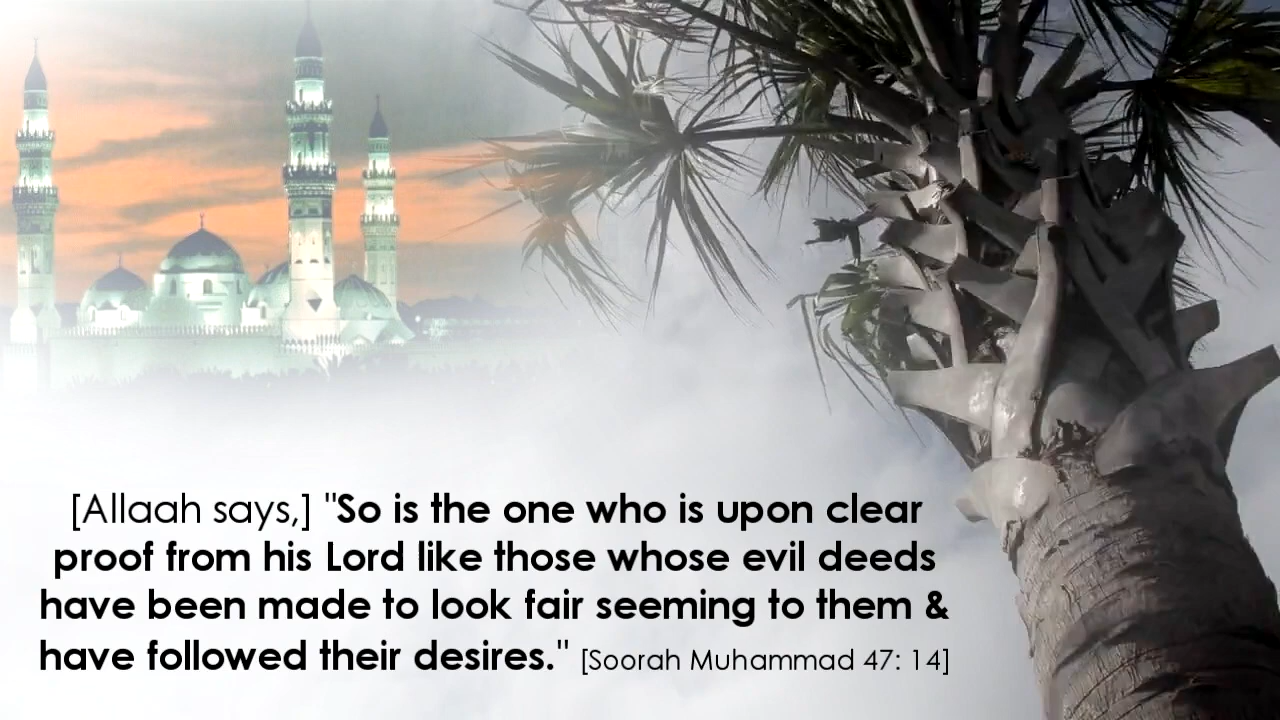 [Allaah says,] "So is the one who is upon clear
proof from his Lord like those whose evil deeds
have been made to look fair seeming to them &
have followed their desires." [Soorah Muhammad 47: 14]